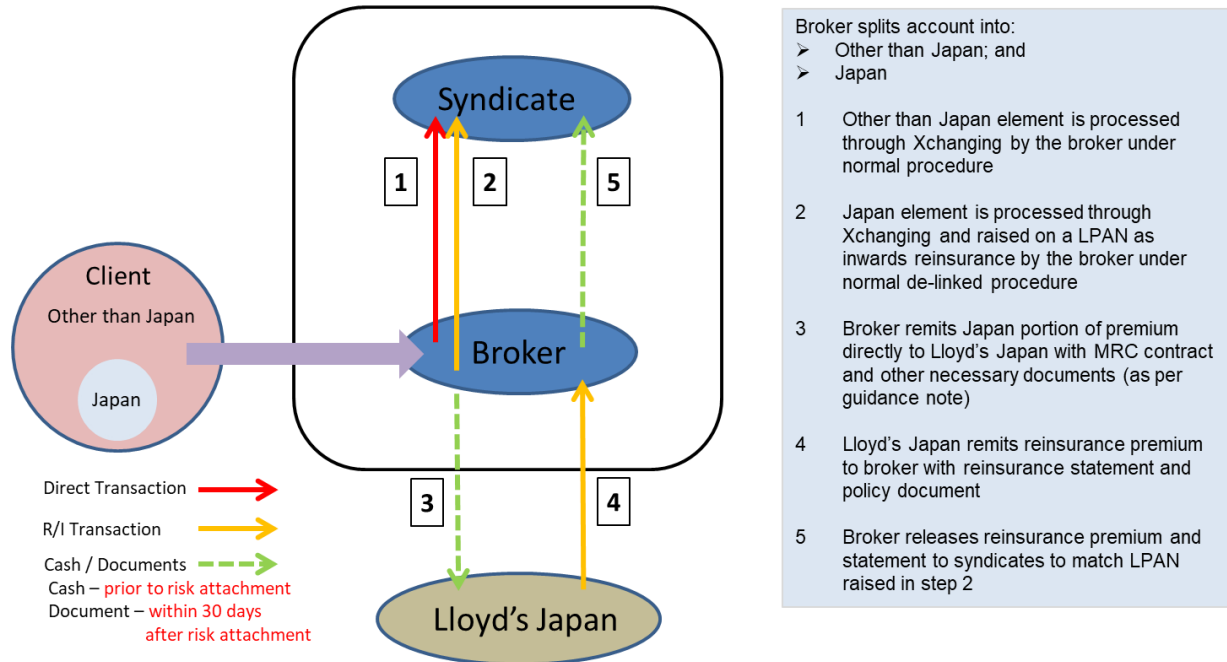 Syndicate
1
2
5
Client
Other than Japan
Japan
Broker
3
4
Lloyd's Japan
Direct Transaction
R/I Transaction
Cash / Documents
Cash – prior to risk attachment
Document – within 30 days
after risk attachment
Broker splits account into:
➢ Other than Japan; and
➢ Japan
1 Other than Japan element is processed
through Xchanging by the broker under
normal procedure
2 Japan element is processed through
Xchanging and raised on a LPAN as
inwards reinsurance by the broker under
normal de-linked procedure
3 Broker remits Japan portion of premium
directly to Lloyd's Japan with MRC contract
and other necessary documents (as per
guidance note)
4 Lloyd's Japan remits reinsurance premium
to broker with reinsurance statement and
policy document
5 Broker releases reinsurance premium and
statement to syndicates to match LPAN
raised in step 2